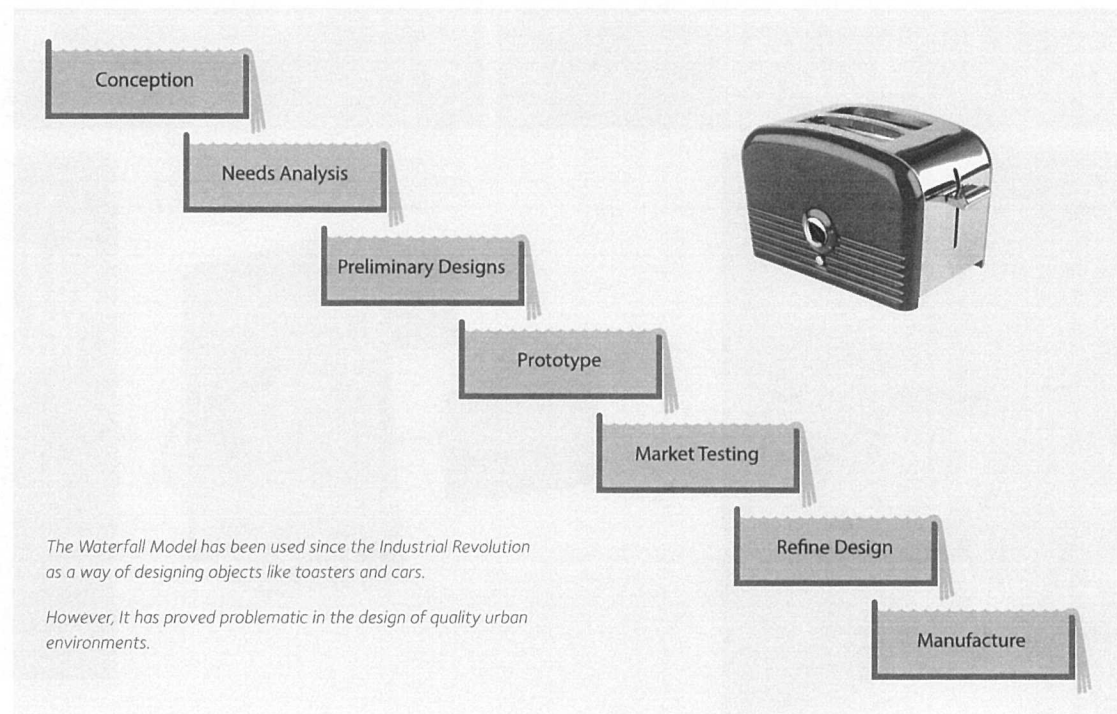 Conception
Needs Analysis
Preliminary Designs
Prototype
Market Testing
Refine Design
Manufacture
The Waterfall Model has been used since the Industrial Revolution
as a way of designing objects like toasters and cars.
However, It has proved problematic in the design of quality urban
environments.